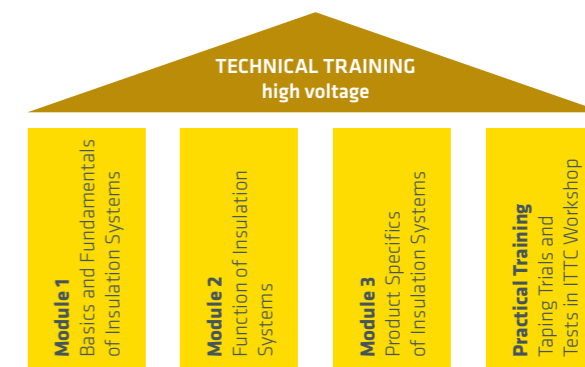 TECHNICAL TRAINING
high voltage
Module 1
Basics and Fundamentals
of Insulation Systems
Module 2
Function of Insulation
Systems
Module 3
Product Specifics
of Insulation Systems
Practical Training
Taping Trials and
Tests in ITTC Workshop